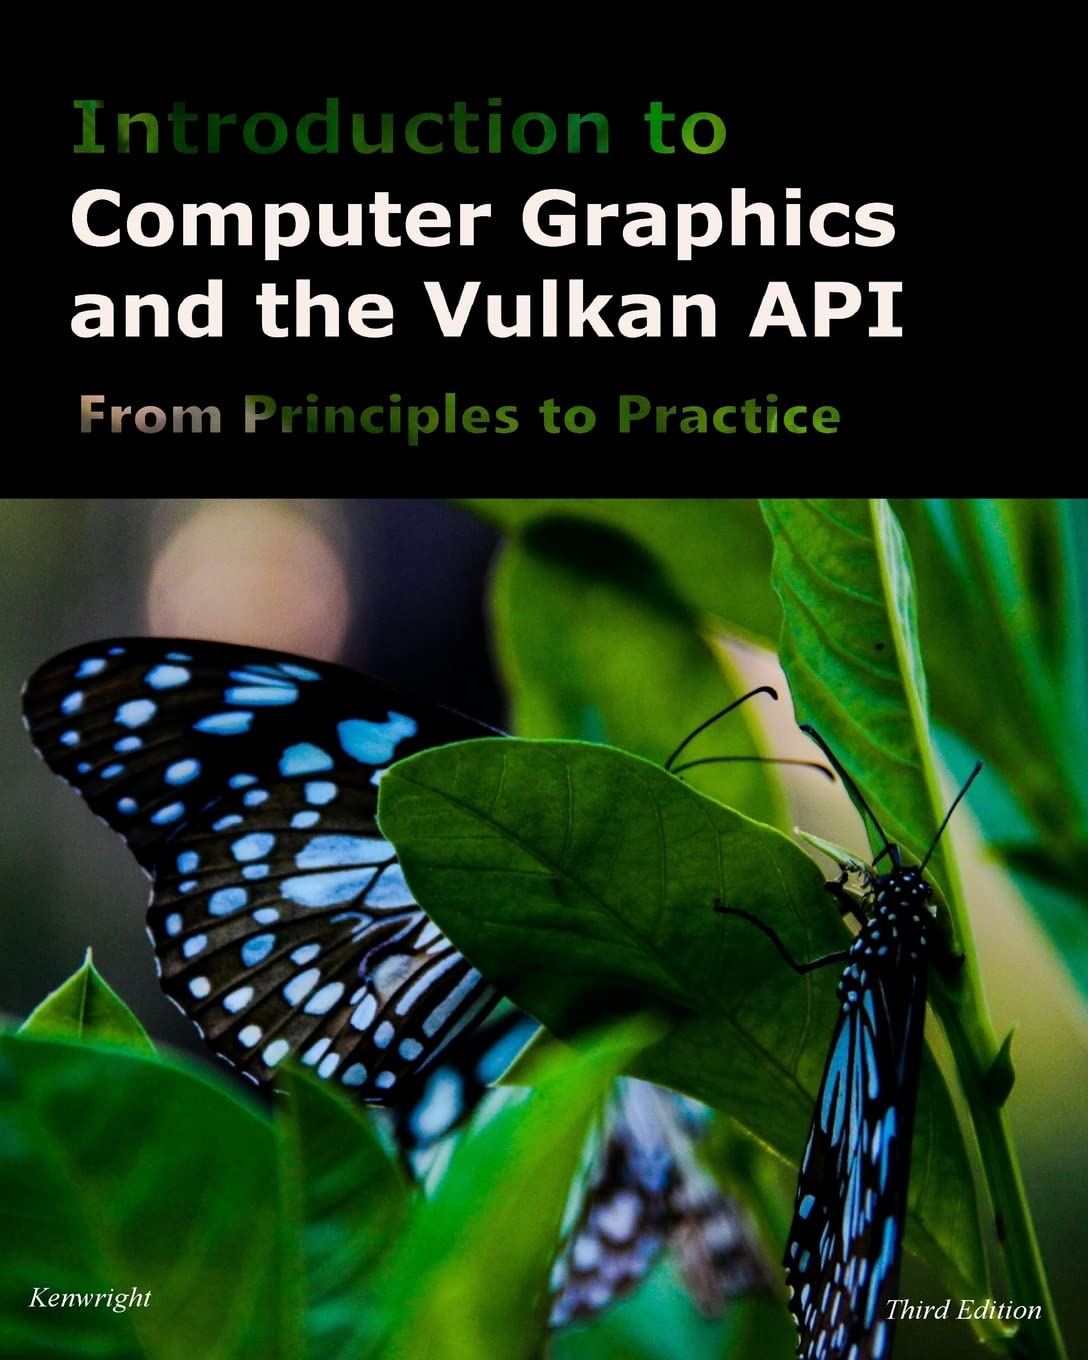 Introduction to
Computer Graphics
and the Vulkan API
From Principles to Practice
Kenwright
Third Edition